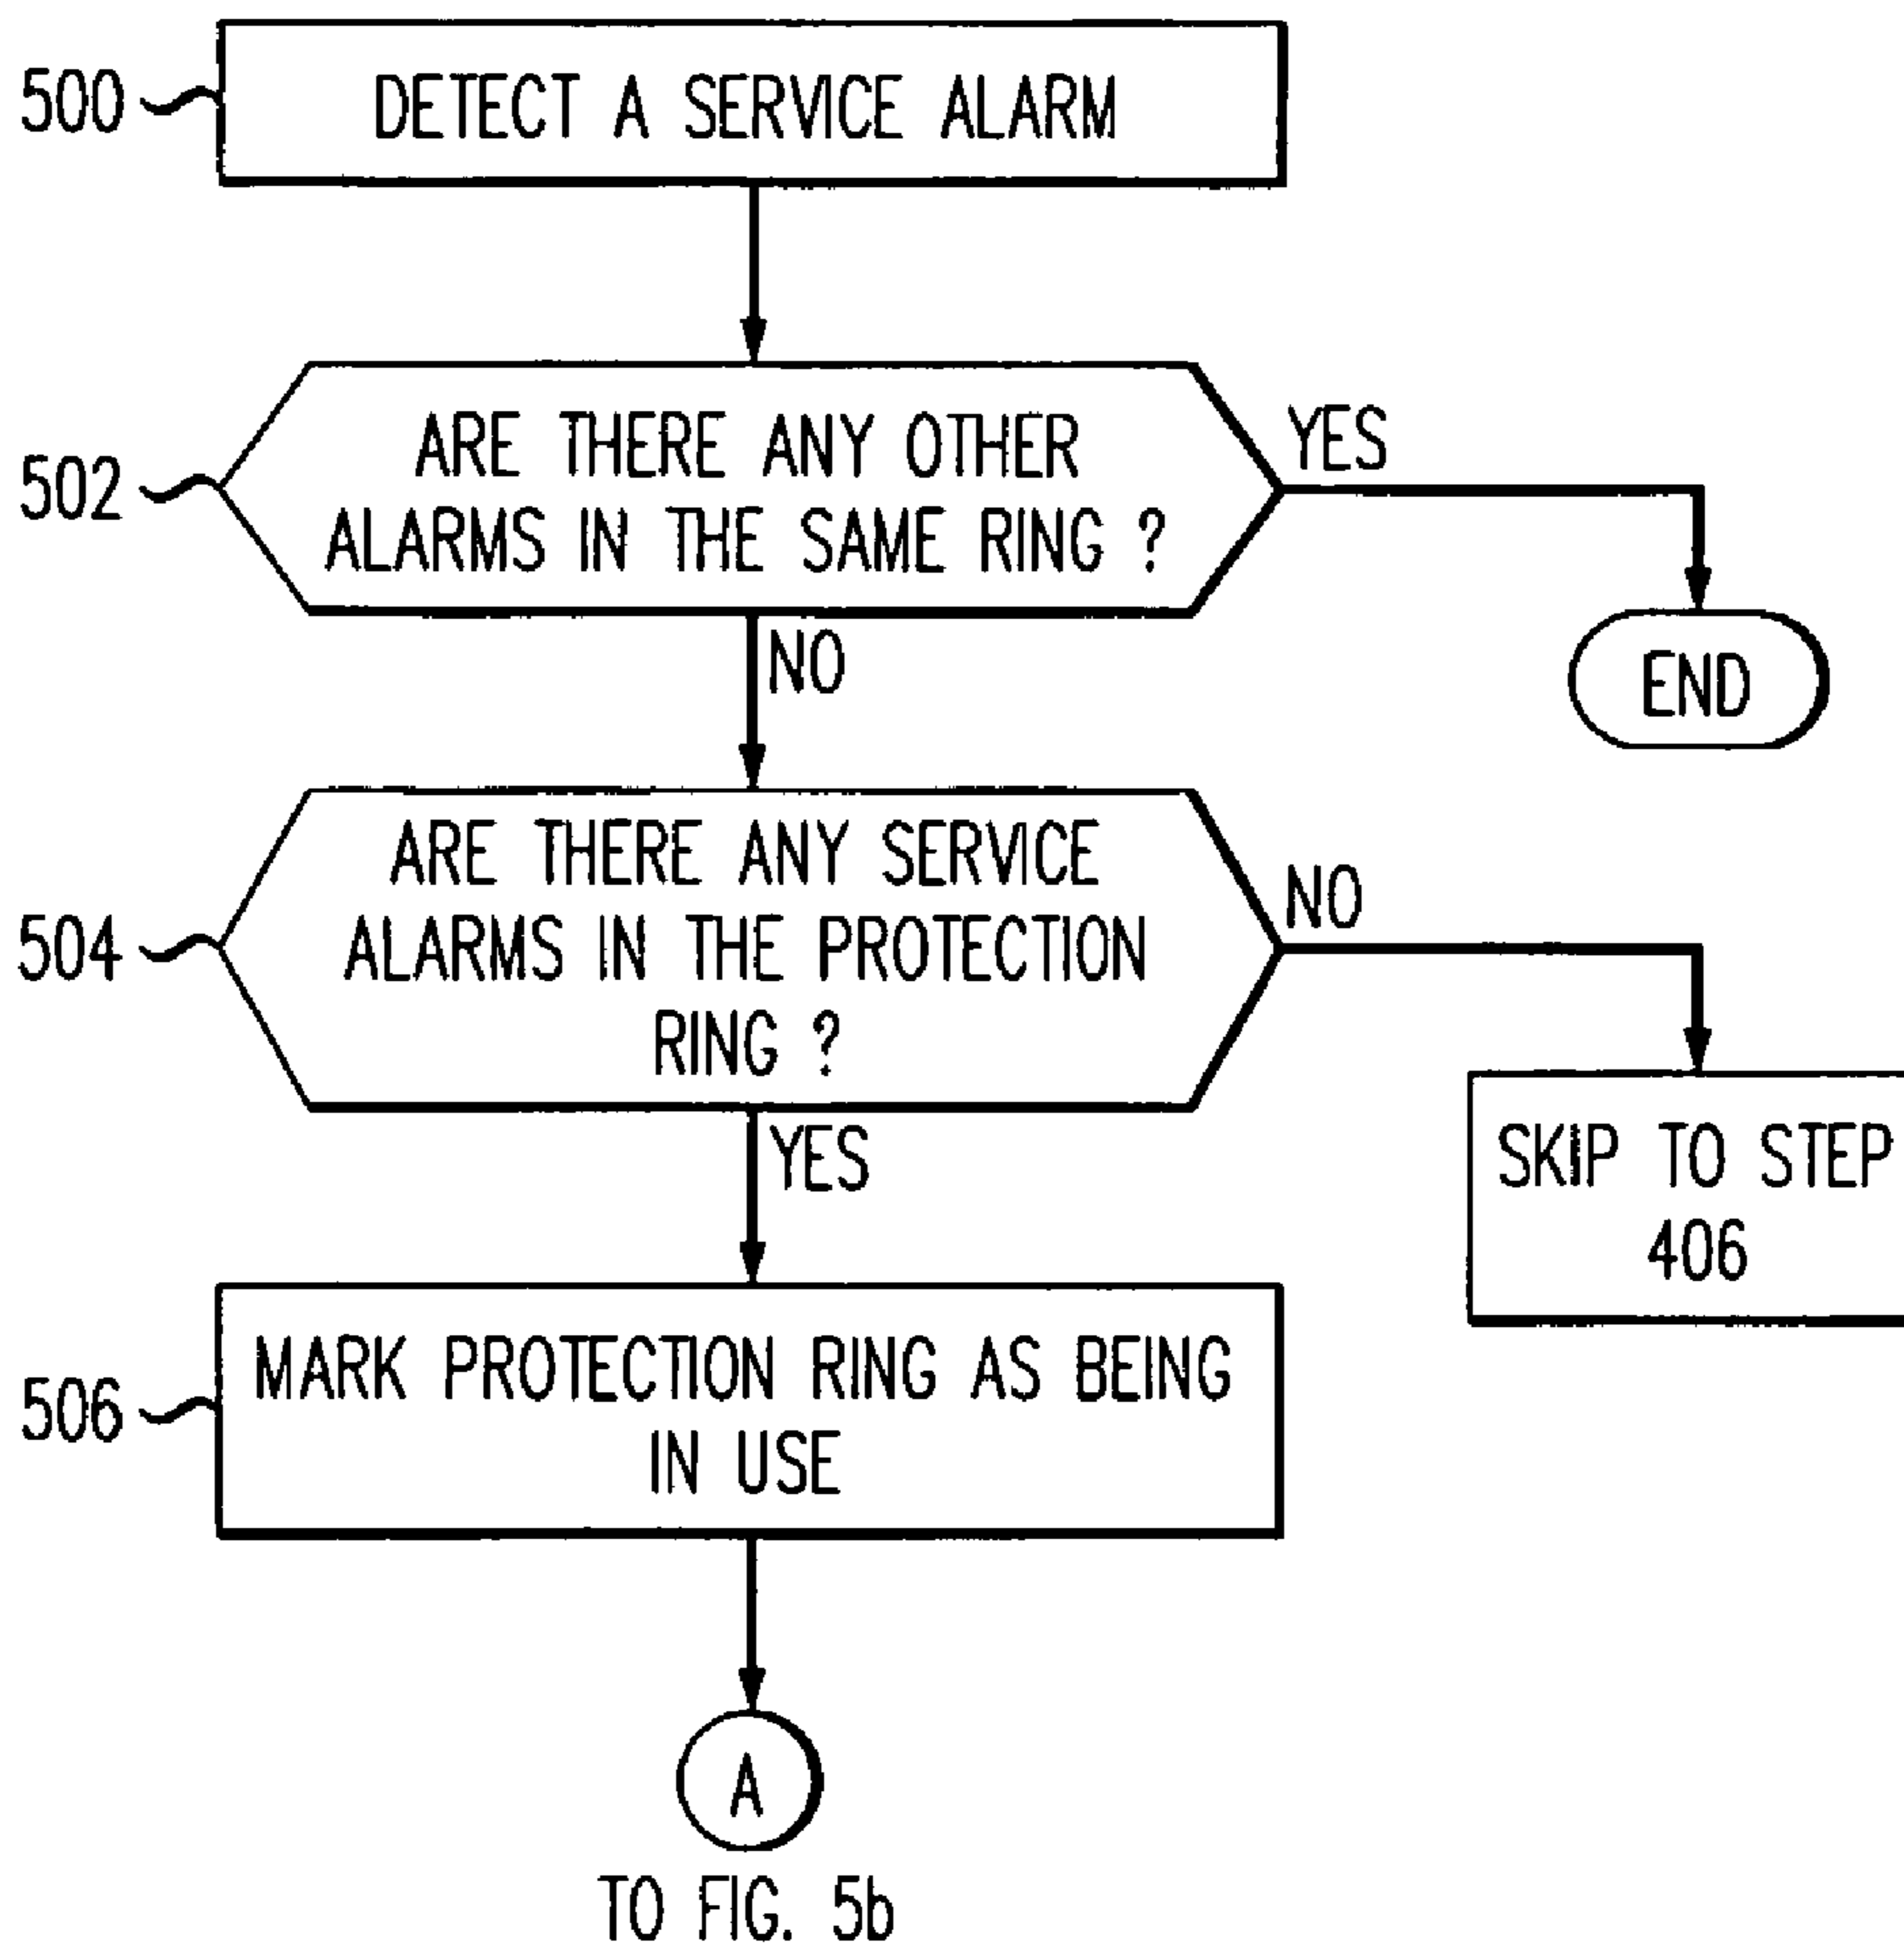 500
DETECT A SERVICE ALARM
502
ARE THERE ANY OTHER
ALARMS IN THE SAME RING ?
YES
END
NO
504
ARE THERE ANY SERVICE
ALARMS IN THE PROTECTION
RING ?
NO
SKIP TO STEP
406
YES
506
MARK PROTECTION RING AS BEING
IN USE
A
TO FIG. 5b